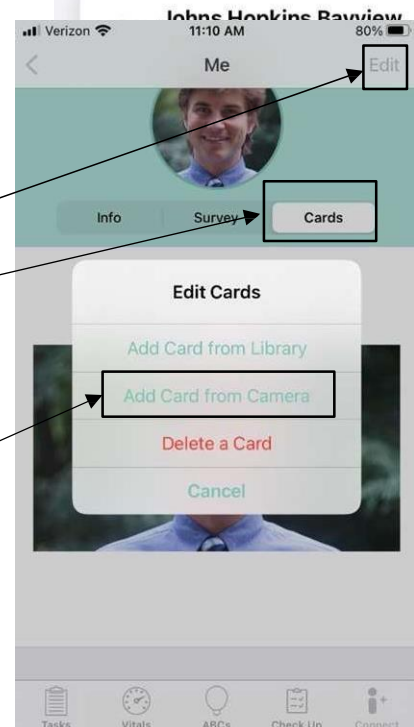 Johns Hopkins Bayview
Verizon 11:10 AM 80%
Me Edit
Info Survey Cards
Edit Cards
Add Card from Library
Add Card from Camera
Delete a Card
Cancel
Tasks Vitals ABCs Check Up Connect